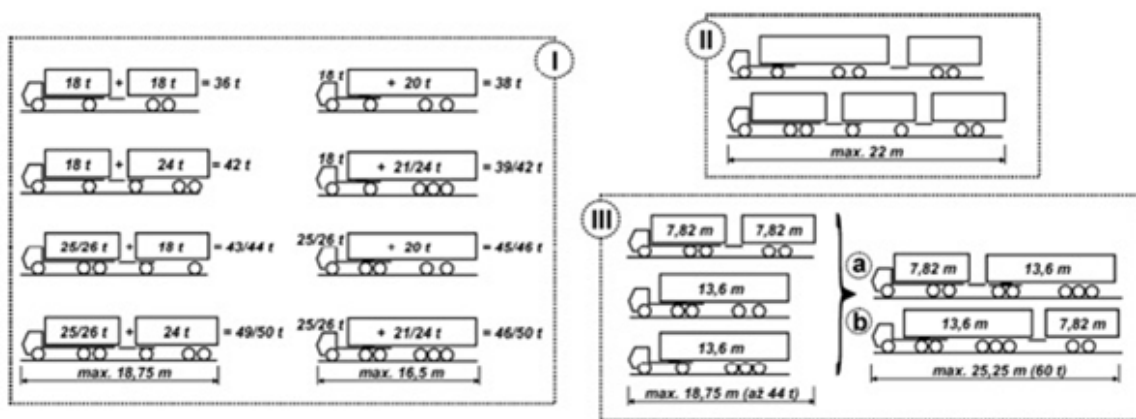 I
18 t + 18 t = 36 t
18 t + 20 t = 38 t
18 t + 24 t = 42 t
18 t + 21/24 t = 39/42 t
25/26 t + 18 t = 43/44 t
25/26 t + 20 t = 45/46 t
25/26 t + 24 t = 49/50 t
25/26 t + 21/24 t = 46/50 t
max. 18,75 m
max. 16,5 m
II
max. 22 m
III
7,82 m 7,82 m
13,6 m
13,6 m
max. 18,75 m (až 44 t)
a 7,82 m 13,6 m
b 13,6 m 7,82 m
max. 25,25 m (60 t)